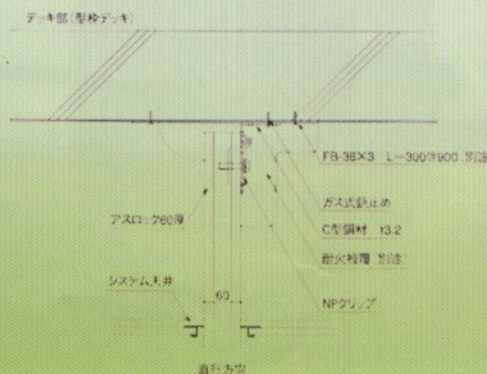 デッキ部(型枠デッキ)
FB-38×3 L=300@900 別途
ガス式鋲止め
アスロック60厚
C型鋼材 t3.2
耐火被覆 別途
システム天井
60
NPクリップ
直行方向